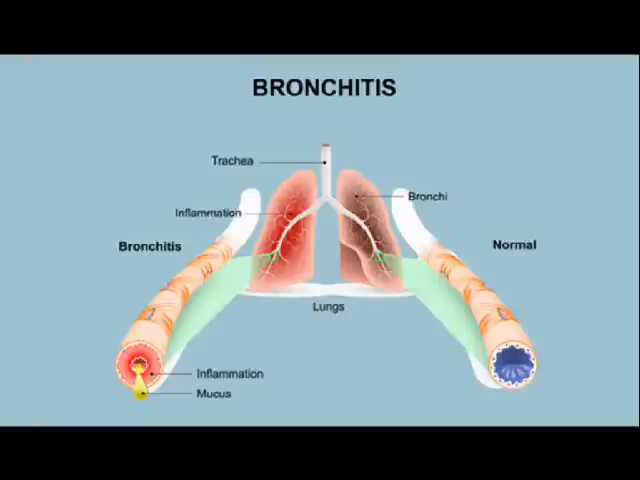 BRONCHITIS
Trachea
Bronchi
Inflammation
Bronchitis
Normal
Lungs
Inflammation
Mucus